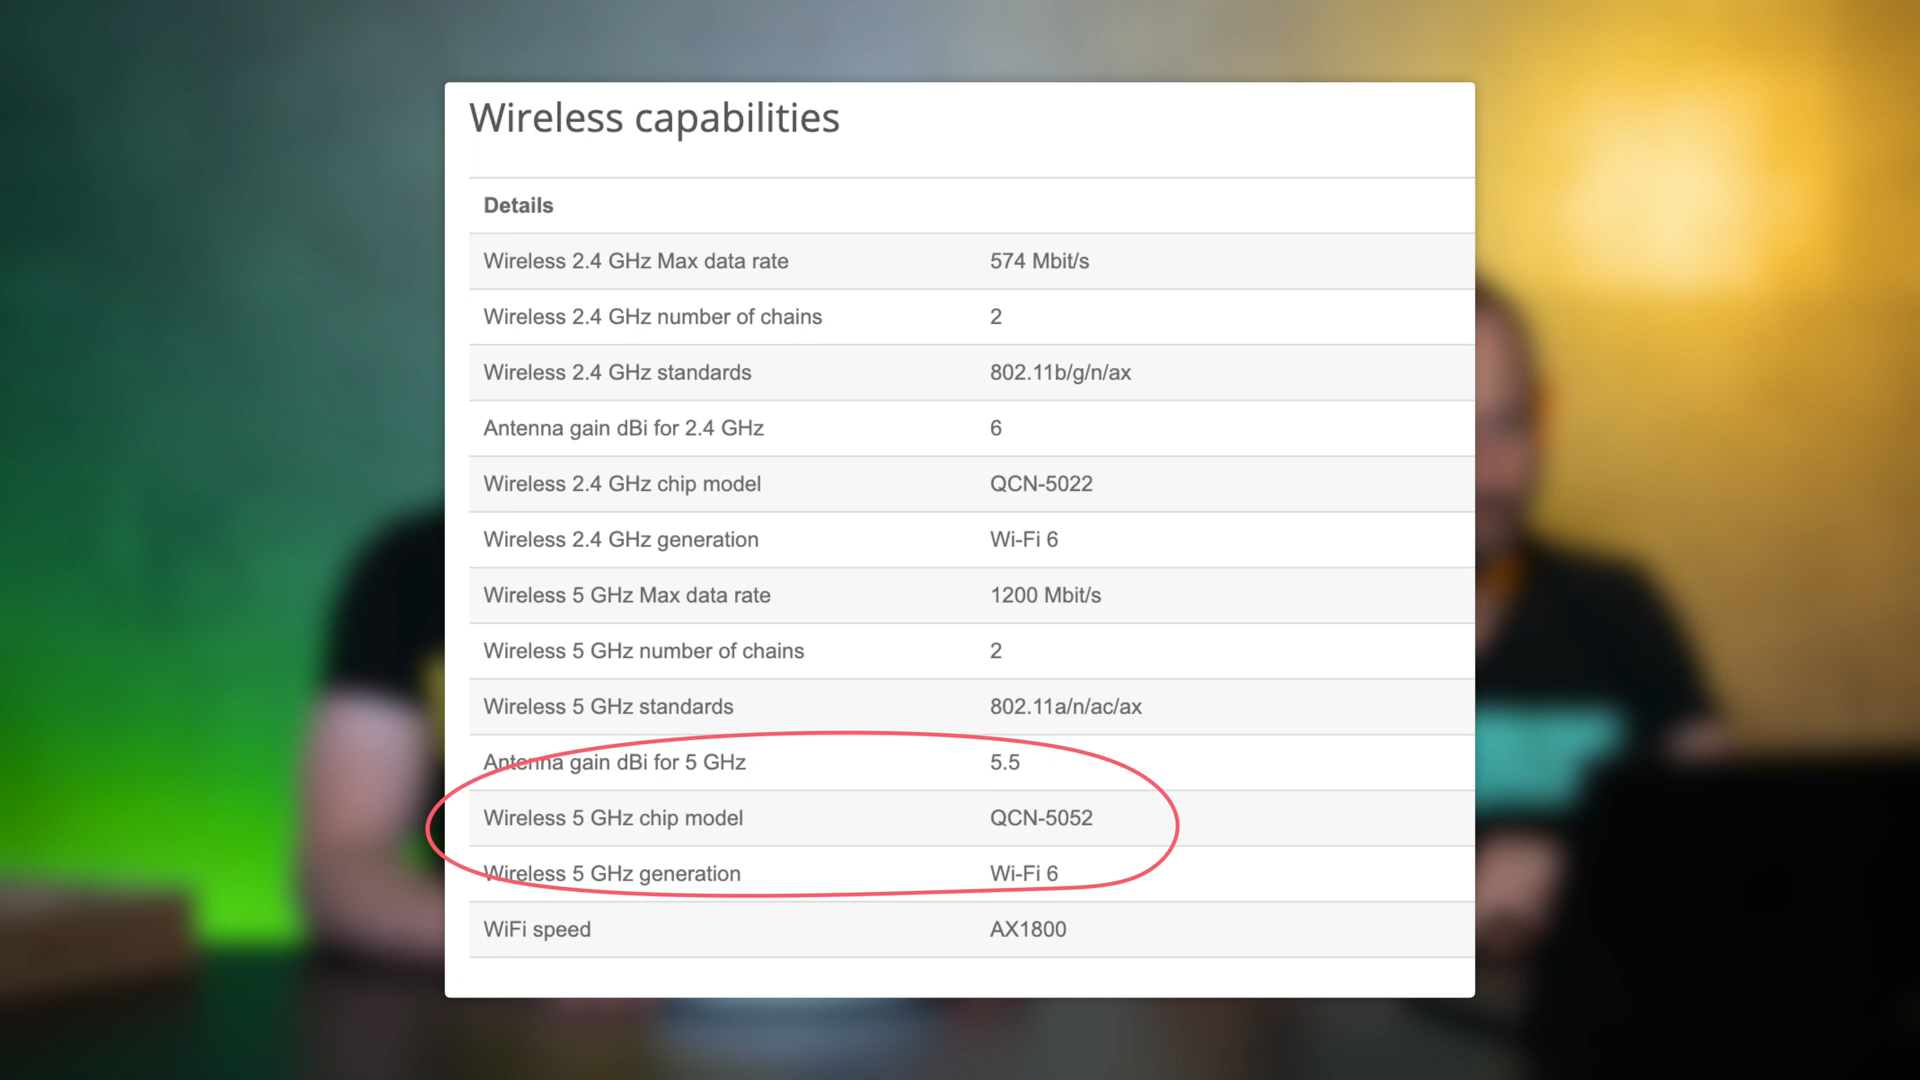 Wireless capabilities
Details
Wireless 2.4 GHz Max data rate 574 Mbit/s
Wireless 2.4 GHz number of chains 2
Wireless 2.4 GHz standards 802.11b/g/n/ax
Antenna gain dBi for 2.4 GHz 6
Wireless 2.4 GHz chip model QCN-5022
Wireless 2.4 GHz generation Wi-Fi 6
Wireless 5 GHz Max data rate 1200 Mbit/s
Wireless 5 GHz number of chains 2
Wireless 5 GHz standards 802.11a/n/ac/ax
Antenna gain dBi for 5 GHz 5.5
Wireless 5 GHz chip model QCN-5052
Wireless 5 GHz generation Wi-Fi 6
WiFi speed AX1800